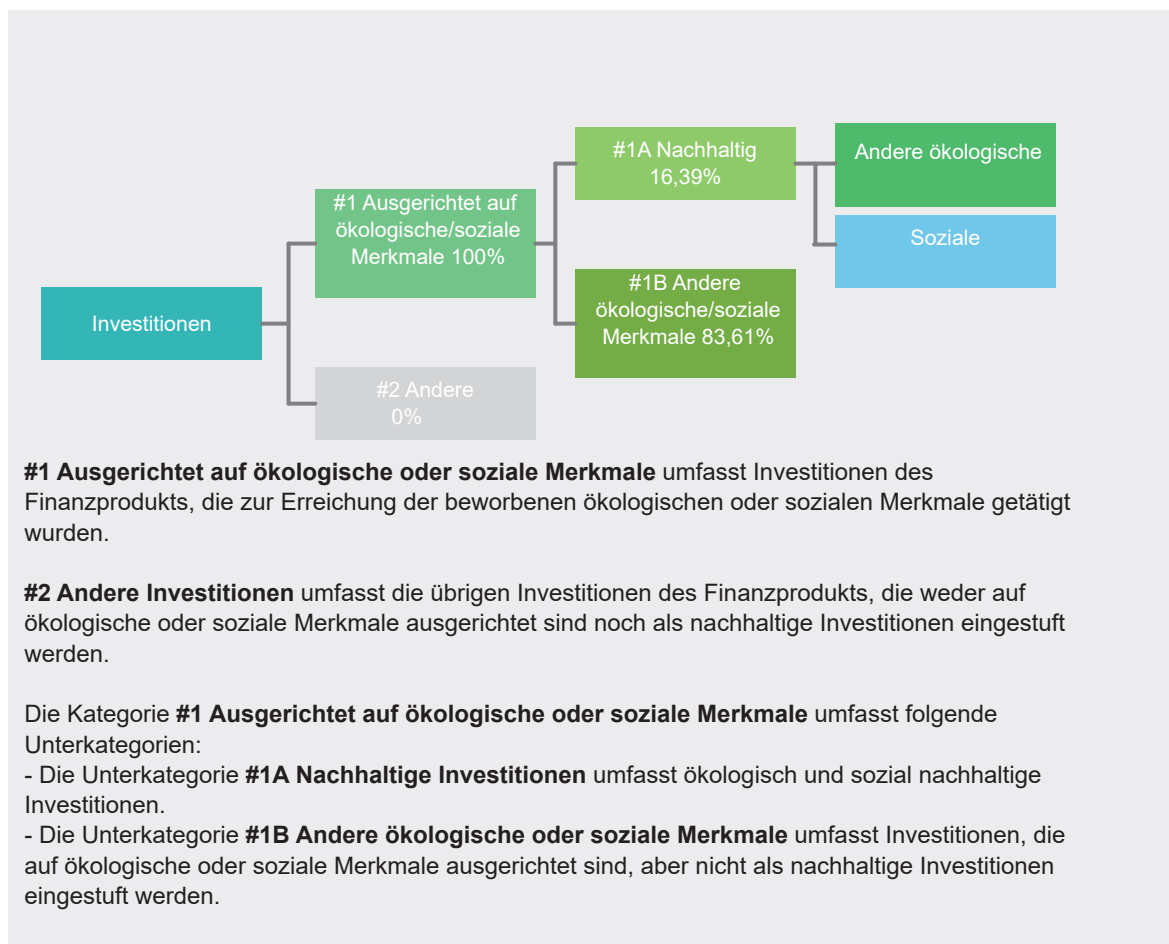 #1A Nachhaltig
16,39%
Andere ökologische
#1 Ausgerichtet auf
ökologische/soziale
Merkmale 100%
Soziale
#1B Andere
ökologische/soziale
Merkmale 83,61%
Investitionen
#2 Andere
0%
#1 Ausgerichtet auf ökologische oder soziale Merkmale umfasst Investitionen des
Finanzprodukts, die zur Erreichung der beworbenen ökologischen oder sozialen Merkmale getätigt
wurden.
#2 Andere Investitionen umfasst die übrigen Investitionen des Finanzprodukts, die weder auf
ökologische oder soziale Merkmale ausgerichtet sind noch als nachhaltige Investitionen eingestuft
werden.
Die Kategorie #1 Ausgerichtet auf ökologische oder soziale Merkmale umfasst folgende
Unterkategorien:
- Die Unterkategorie #1A Nachhaltige Investitionen umfasst ökologisch und sozial nachhaltige
Investitionen.
- Die Unterkategorie #1B Andere ökologische oder soziale Merkmale umfasst Investitionen, die
auf ökologische oder soziale Merkmale ausgerichtet sind, aber nicht als nachhaltige Investitionen
eingestuft werden.